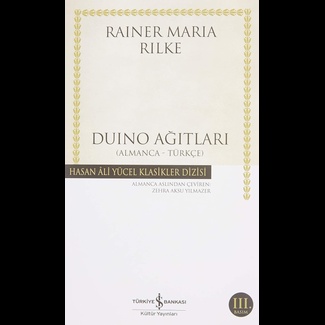 RAINER MARIA
RILKE
DUINO AĞITLARI
(ALMANCA - TÜRKÇE)
HASAN ÂLİ YÜCEL KLASİKLER DİZİSİ
ALMANCA ASLINDAN ÇEVİREN:
ZEHRA AKSU YILMAZER
TÜRKİYE İŞ BANKASI
Kültür Yayınları
III.
BASIM